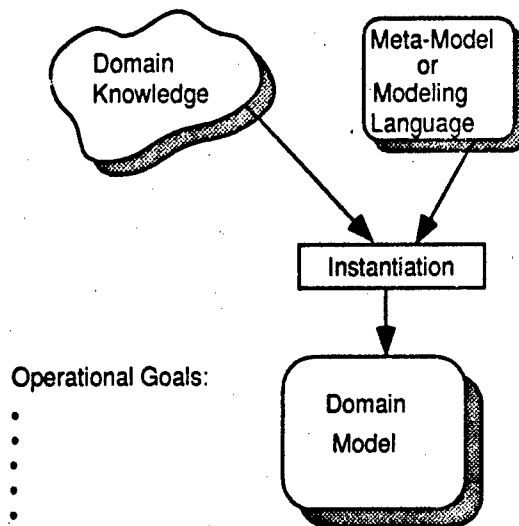 Domain
Knowledge
Meta-Model
or
Modeling
Language
Instantiation
Operational Goals:
•
•
•
•
•
Domain
Model